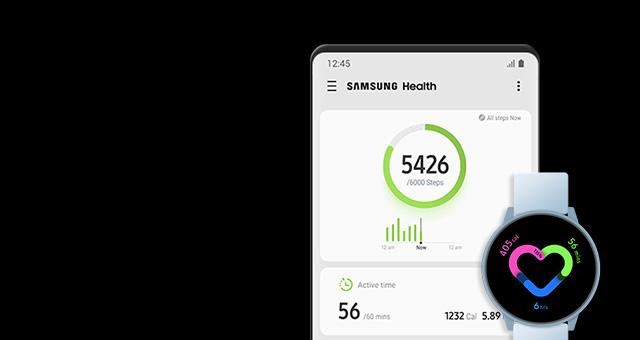 12:45
SAMSUNG Health
All steps Now
5426
/6000 Steps
12 am Now 12 am
Active time
56 /60 mins 1232 Cal 5.89
405 cal
56 mins
6 hrs